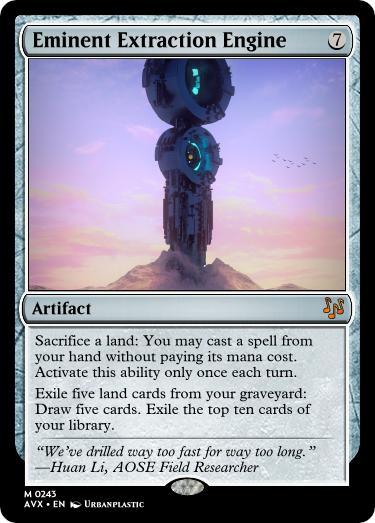 Eminent Extraction Engine 7
Artifact
Sacrifice a land: You may cast a spell from
your hand without paying its mana cost.
Activate this ability only once each turn.
Exile five land cards from your graveyard:
Draw five cards. Exile the top ten cards of
your library.
“We’ve drilled way too fast for way too long.”
—Huan Li, AOSE Field Researcher
M 0243
AVX • EN Urbanplastic